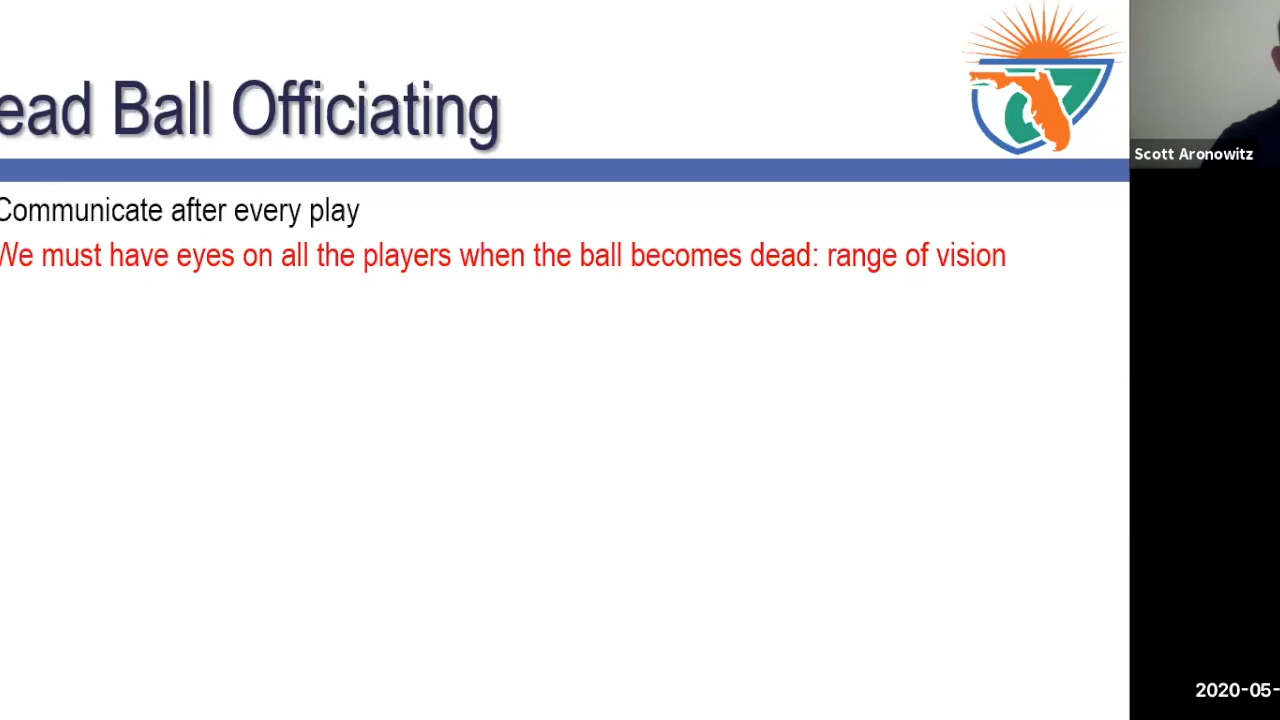 ead Ball Officiating
Scott Aronowitz
Communicate after every play
We must have eyes on all the players when the ball becomes dead: range of vision
2020-05-